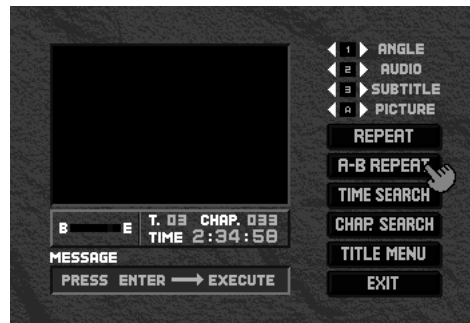 1 ANGLE
2 AUDIO
3 SUBTITLE
A PICTURE
REPEAT
A-B REPEAT
TIME SEARCH
CHAP. SEARCH
TITLE MENU
EXIT
B E
T. 03 CHAP. 033
TIME 2:34:58
MESSAGE
PRESS ENTER → EXECUTE